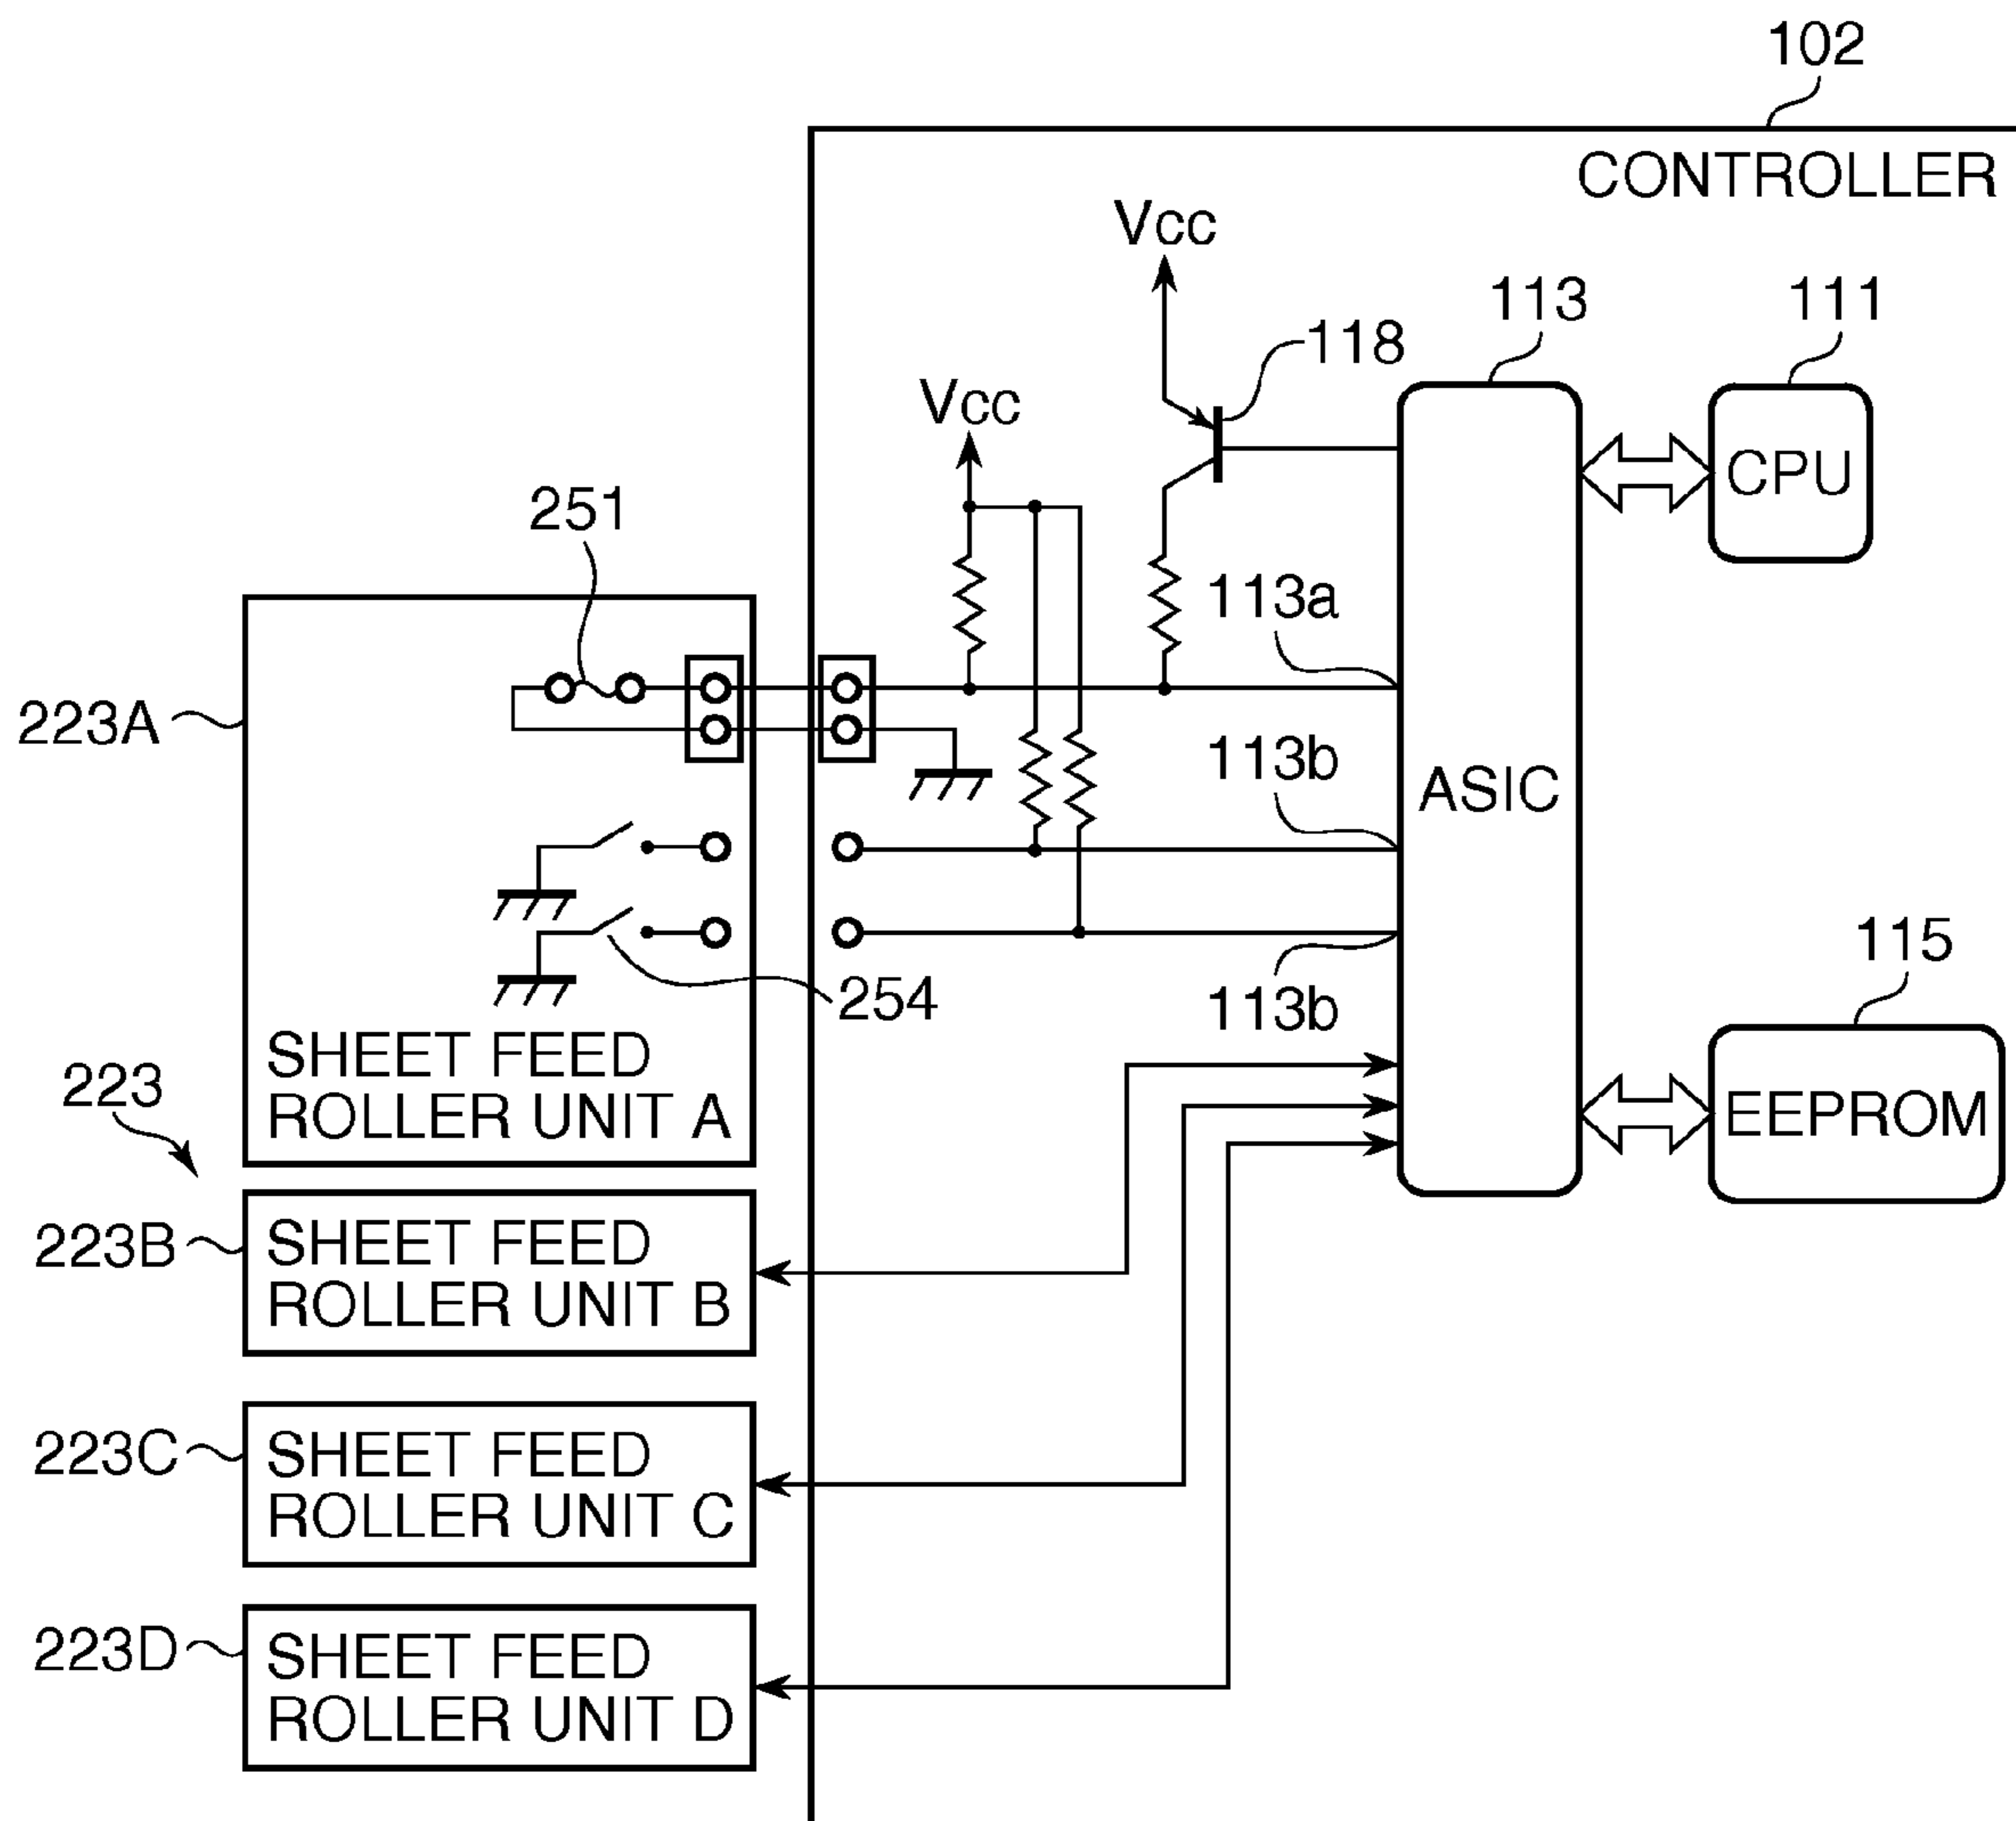 102
CONTROLLER
Vcc
113
111
118
Vcc
CPU
251
113a
223A
113b
ASIC
254
113b
115
SHEET FEED
ROLLER UNIT A
223
EEPROM
223B
SHEET FEED
ROLLER UNIT B
223C
SHEET FEED
ROLLER UNIT C
223D
SHEET FEED
ROLLER UNIT D